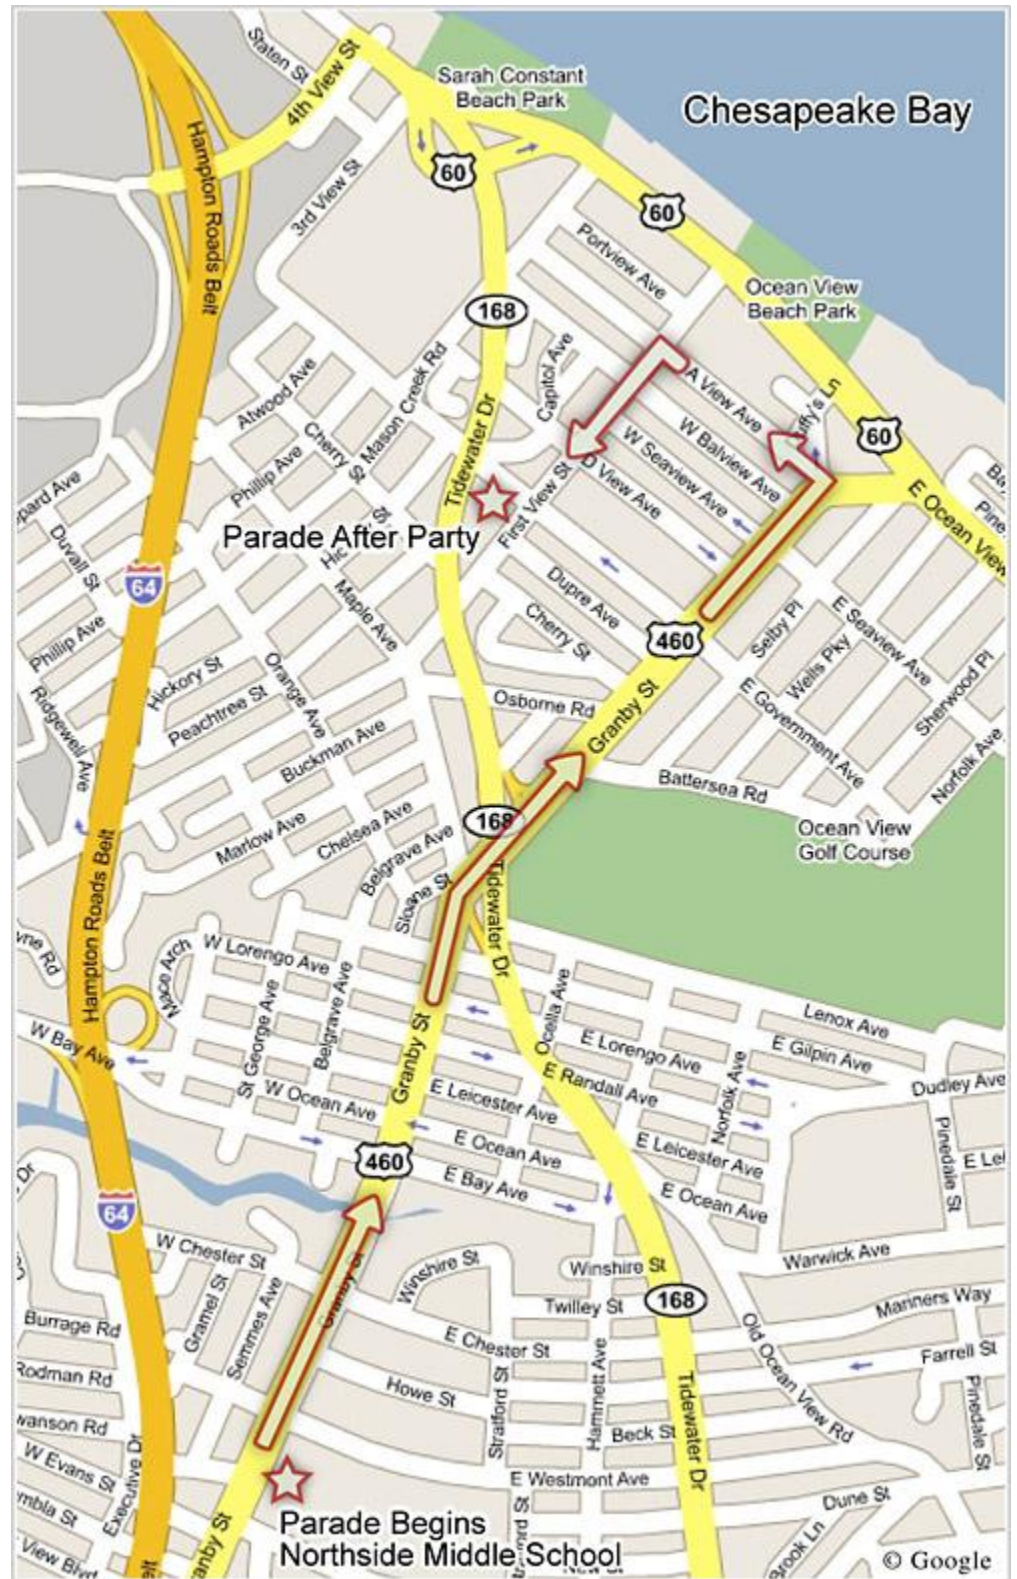 Staten St
4th View St
Sarah Constant
Beach Park
Chesapeake Bay
Hampton Roads Belt
3rd View St
60
60
Portview Ave
Ocean View
Beach Park
168
Capitol Ave
Mason Creek Rd
Atwood Ave
A View Ave
W Balview Ave
60
Tidewater Dr
Cherry St
W Seaview Ave
D View Ave
First View St
Phillip Ave
E Ocean View
Parade After Party
Duvall St
64
Maple Ave
Dupre Ave
Cherry St
460
Selby Pl
E Seaview Ave
Wells Pky
Phillip Ave
Hickory St
Orange Ave
Peachtree St
Ridgewell Ave
Osborne Rd
Granby St
E Government Ave
Sherwood Pl
Norfolk Ave
Buckman Ave
Battersea Rd
168
Marlow Ave
Chelsea Ave
Belgrave Ave
Sloane St
Ocean View
Golf Course
Hampton Roads Belt
Tidewater Dr
Mace Arch
W Lorengo Ave
St George Ave
Belgrave Ave
Granby St
Ocella Ave
Lenox Ave
E Lorengo Ave
E Gilpin Ave
W Bay Ave
E Randall Ave
Norfolk Ave
Dudley Ave
W Ocean Ave
E Leicester Ave
E Leicester Ave
E Ocean Ave
460
E Bay Ave
E Ocean Ave
Pinedale St
64
W Chester St
Winshire St
Winshire St
Warwick Ave
168
Twilley St
Manners Way
Gramel St
Semmes Ave
Granby St
Burrage Rd
E Chester St
Old Ocean View Rd
Farrell St
Rodman Rd
Howe St
Stratford St
Hammett Ave
Tidewater Dr
Pinedale St
Beck St
W Evans St
Executive Dr
E Westmont Ave
Dune St
Parade Begins
Northside Middle School
View Blvd
Brook Ln
© Google